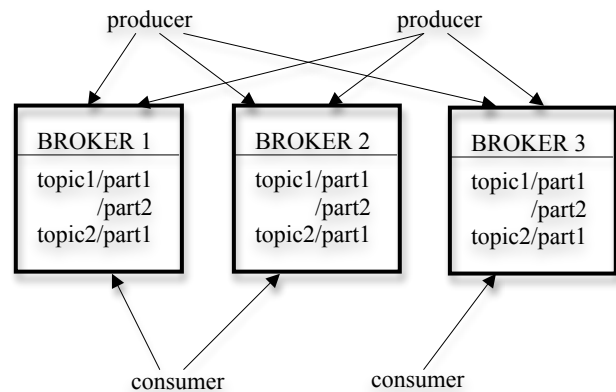 producer producer
BROKER 1 BROKER 2 BROKER 3
topic1/part1 topic1/part1 topic1/part1
/part2 /part2 /part2
topic2/part1 topic2/part1 topic2/part1
consumer consumer